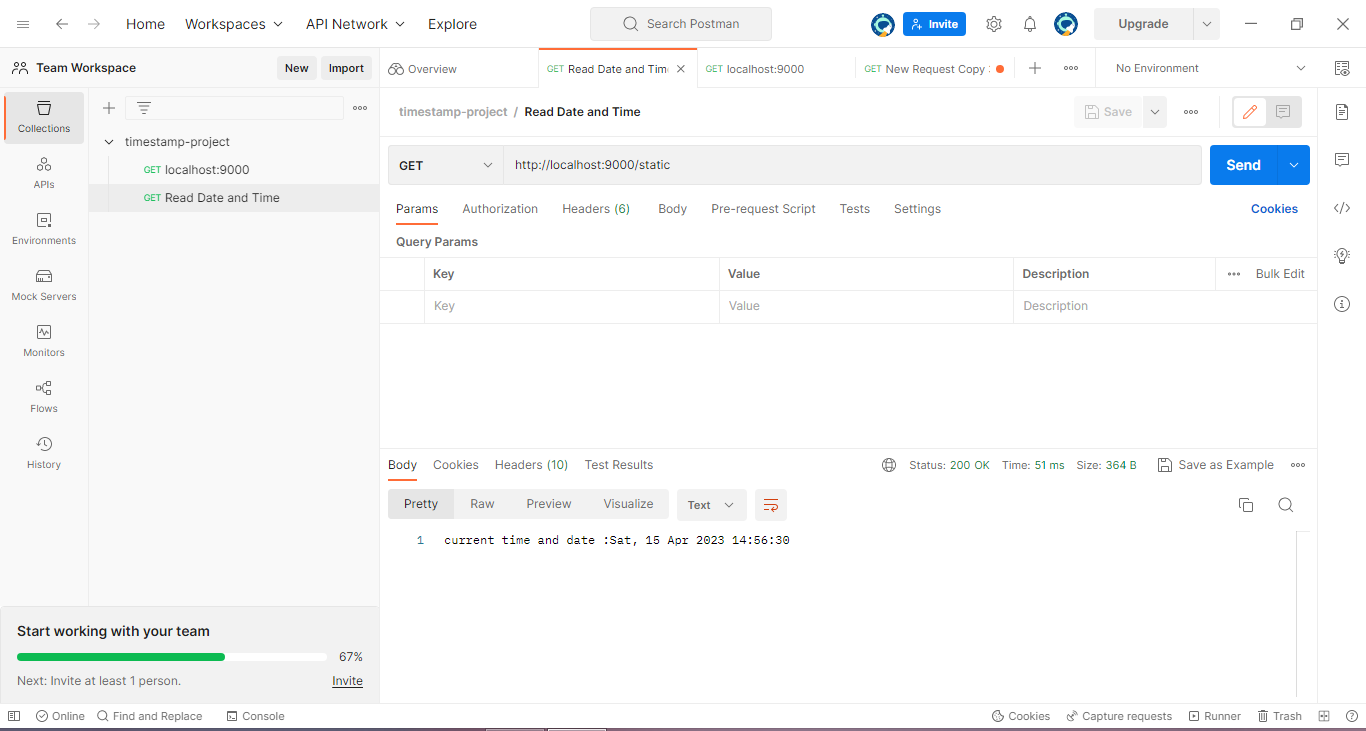 Home Workspaces API Network Explore Search Postman Invite Upgrade
Team Workspace New Import Overview GET Read Date and Tim GET localhost:9000 GET New Request Copy No Environment
Collections
APIs
Environments
Mock Servers
Monitors
Flows
History
timestamp-project
GET localhost:9000
GET Read Date and Time
timestamp-project / Read Date and Time Save
GET http://localhost:9000/static Send
Params Authorization Headers (6) Body Pre-request Script Tests Settings Cookies
Query Params
Key Value Description Bulk Edit
Key Value Description
Body Cookies Headers (10) Test Results Status: 200 OK Time: 51 ms Size: 364 B Save as Example
Pretty Raw Preview Visualize Text
1 current time and date :Sat, 15 Apr 2023 14:56:30
Start working with your team
67%
Next: Invite at least 1 person. Invite
Online Find and Replace Console Cookies Capture requests Runner Trash